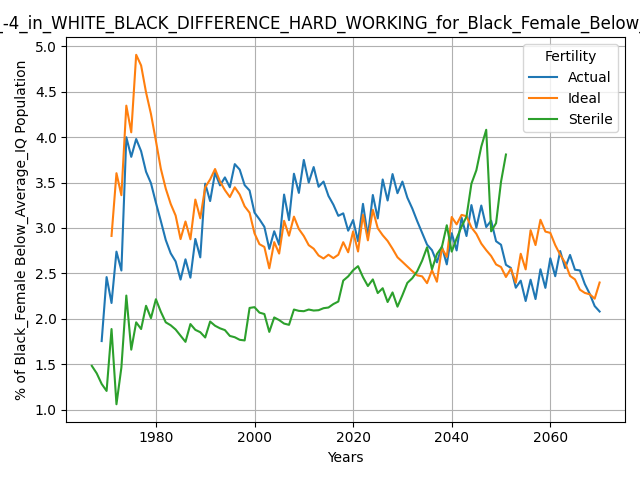 _-4_in_WHITE_BLACK_DIFFERENCE_HARD_WORKING_for_Black_Female_Below_
% of Black_Female Below_Average_IQ Population
5.0
4.5
4.0
3.5
3.0
2.5
2.0
1.5
1.0
Fertility
Actual
Ideal
Sterile
1980
2000
2020
2040
2060
Years